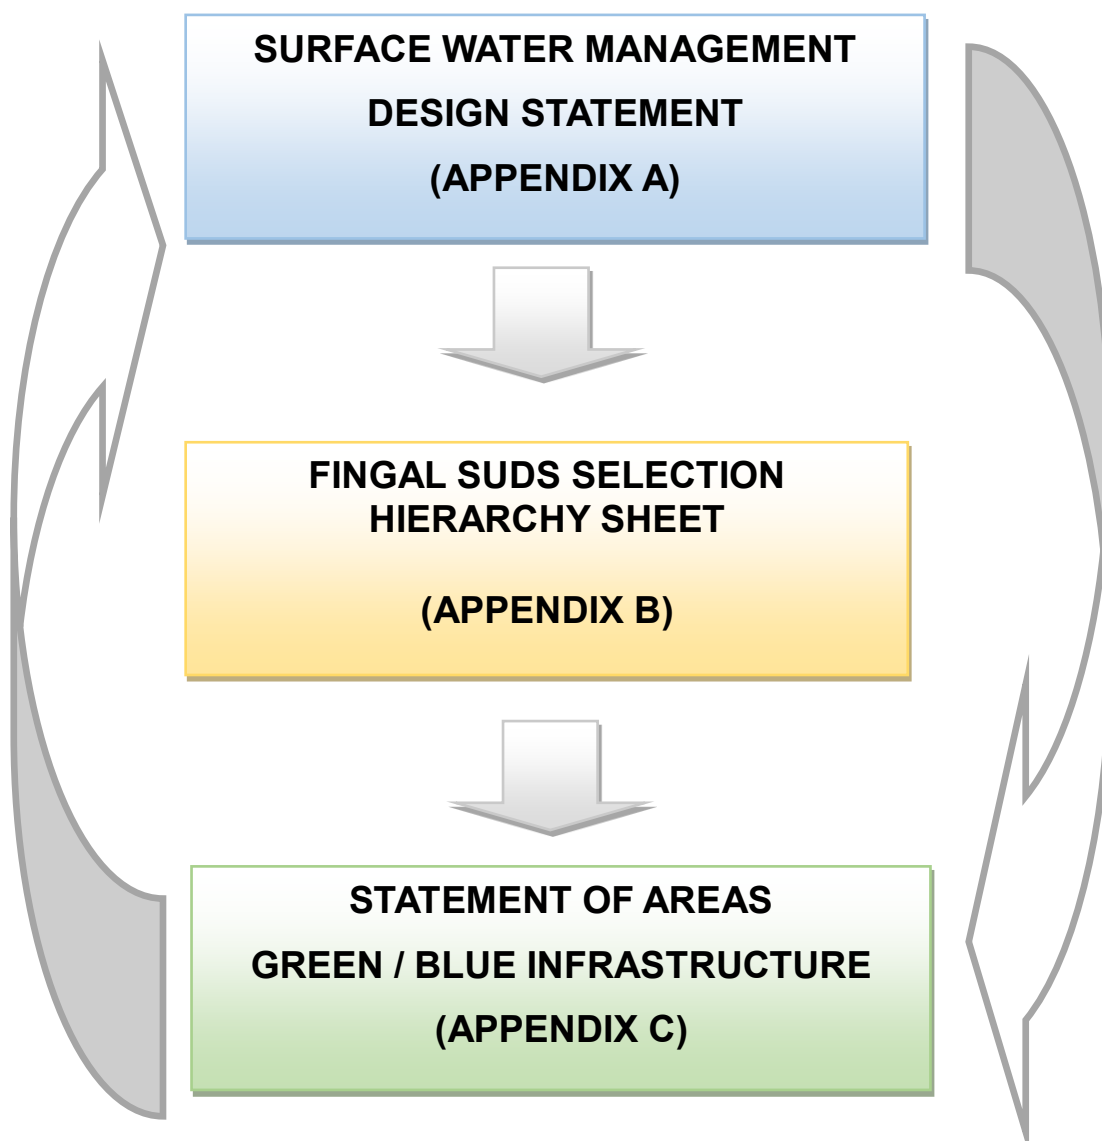 SURFACE WATER MANAGEMENT
DESIGN STATEMENT
(APPENDIX A)
FINGAL SUDS SELECTION
HIERARCHY SHEET
(APPENDIX B)
STATEMENT OF AREAS
GREEN / BLUE INFRASTRUCTURE
(APPENDIX C)